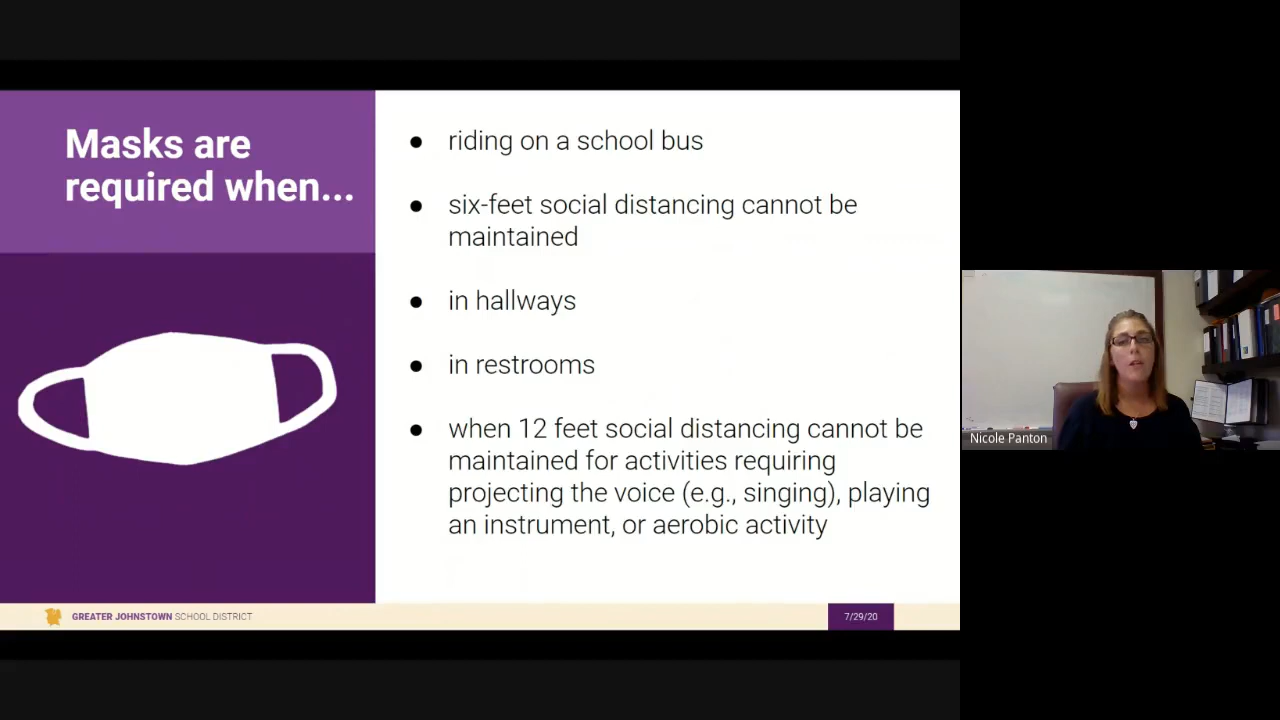 Masks are
required when...
● riding on a school bus
● six-feet social distancing cannot be
maintained
● in hallways
● in restrooms
● when 12 feet social distancing cannot be
maintained for activities requiring
projecting the voice (e.g., singing), playing
an instrument, or aerobic activity
GREATER JOHNSTOWN SCHOOL DISTRICT
7/29/20
Nicole Panton